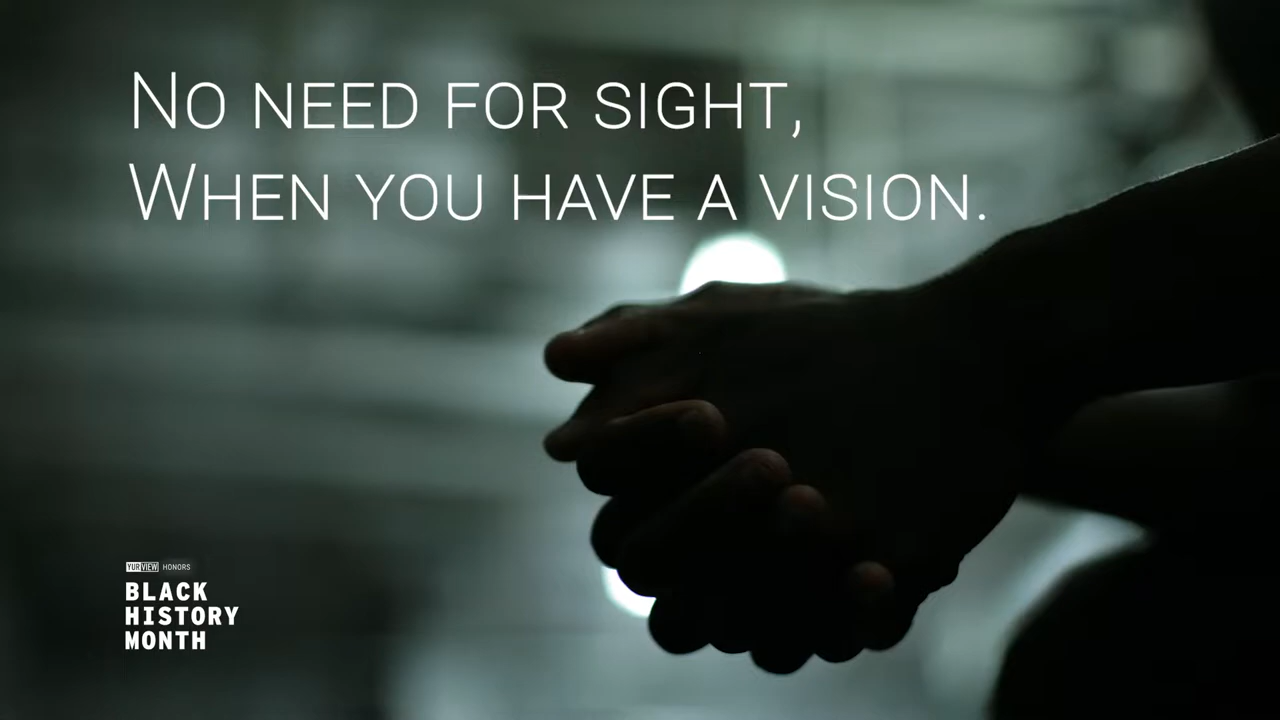 No need for sight,
When you have a vision.
YURVIEW HONORS
BLACK
HISTORY
MONTH